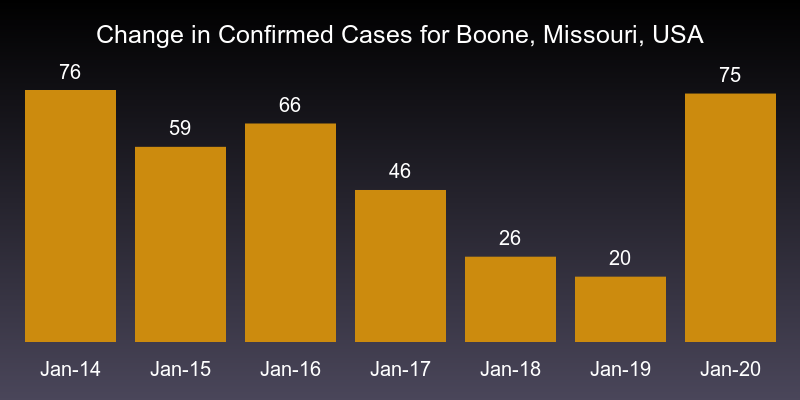 Change in Confirmed Cases for Boone, Missouri, USA
76
59
66
46
26
20
75
Jan-14
Jan-15
Jan-16
Jan-17
Jan-18
Jan-19
Jan-20